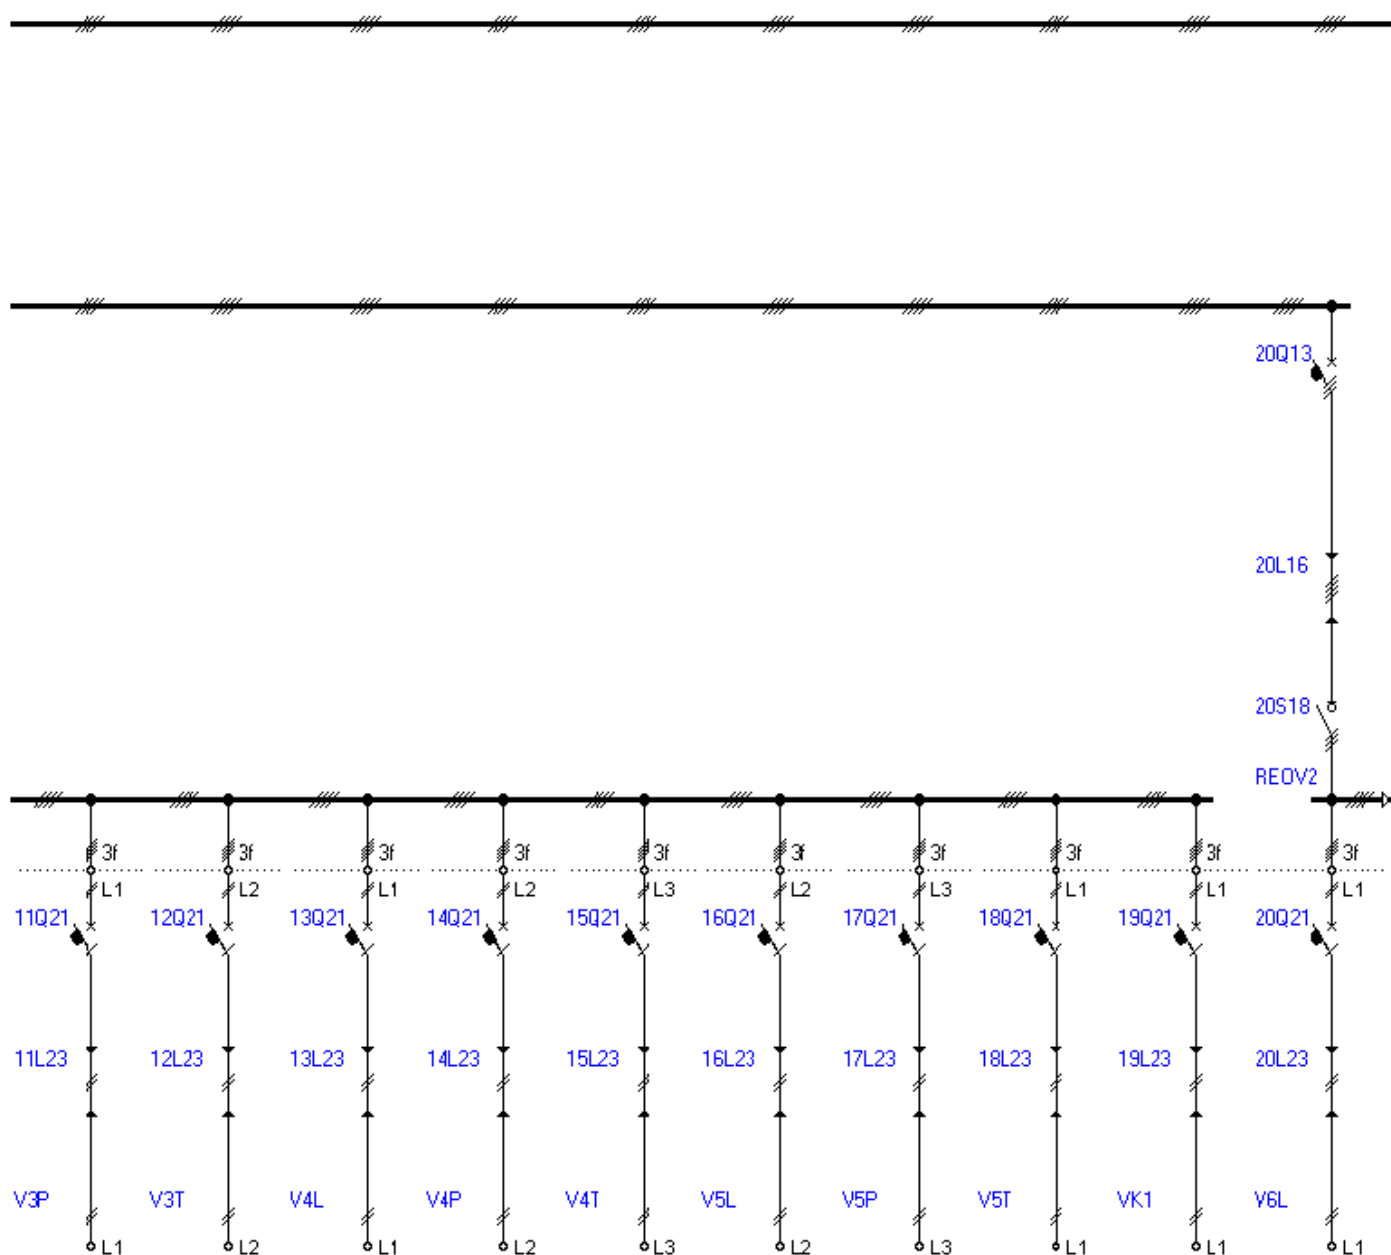 20Q13
20L16
20S18
REOV2
3f 3f 3f 3f 3f 3f 3f 3f 3f 3f
L1 L2 L1 L2 L3 L2 L3 L1 L1 L1
11Q21 12Q21 13Q21 14Q21 15Q21 16Q21 17Q21 18Q21 19Q21 20Q21
11L23 12L23 13L23 14L23 15L23 16L23 17L23 18L23 19L23 20L23
V3P V3T V4L V4P V4T V5L V5P V5T VK1 V6L
L1 L2 L1 L2 L3 L2 L3 L1 L1 L1